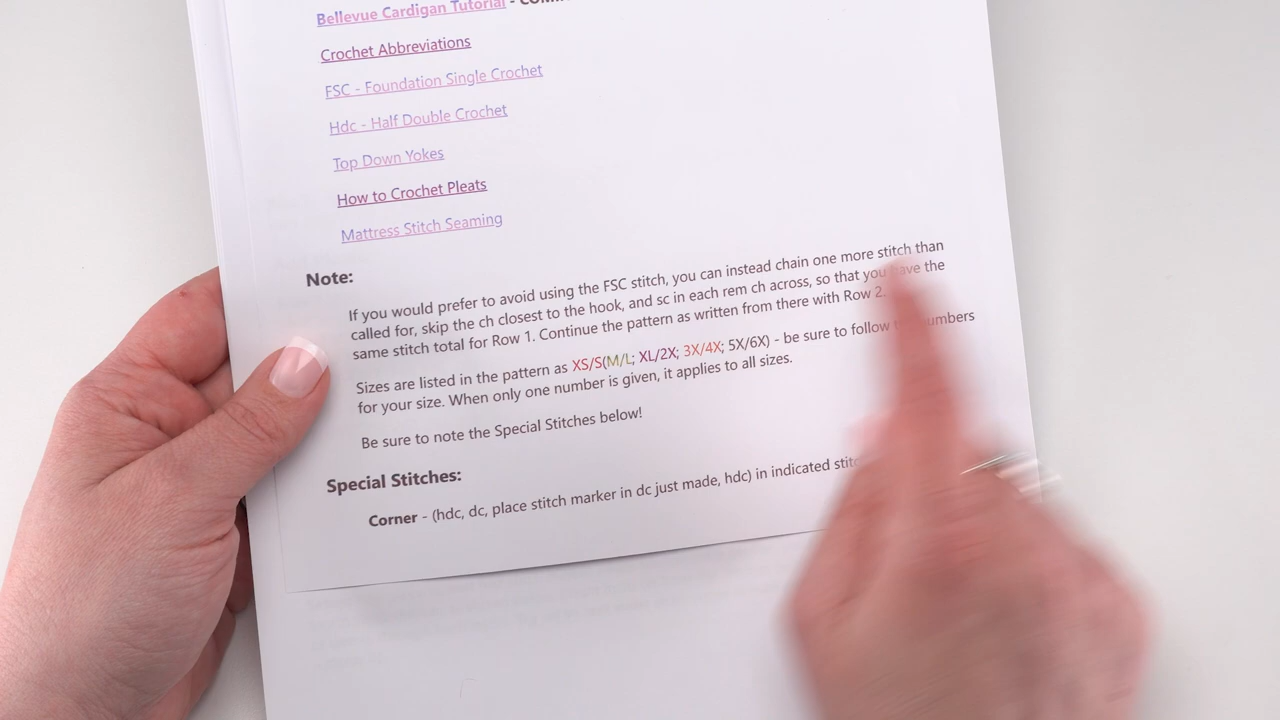 Bellevue Cardigan Tutorial -
Crochet Abbreviations
FSC - Foundation Single Crochet
Hdc - Half Double Crochet
Top Down Yokes
How to Crochet Pleats
Mattress Stitch Seaming
Note:
If you would prefer to avoid using the FSC stitch, you can instead chain one more stitch than
called for, skip the ch closest to the hook, and sc in each rem ch across, so that you have the
same stitch total for Row 1. Continue the pattern as written from there with Row 2.
Sizes are listed in the pattern as XS/S(M/L; XL/2X; 3X/4X; 5X/6X) - be sure to follow numbers
for your size. When only one number is given, it applies to all sizes.
Be sure to note the Special Stitches below!
Special Stitches:
Corner - (hdc, dc, place stitch marker in dc just made, hdc) in indicated